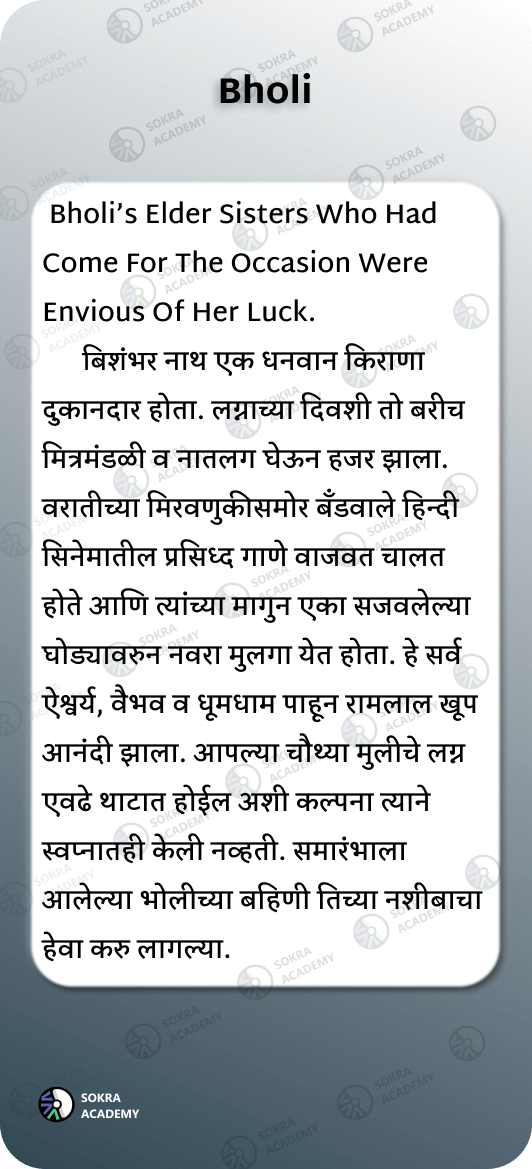 Bholi
Bholi’s Elder Sisters Who Had
Come For The Occasion Were
Envious Of Her Luck.
बिशंभर नाथ एक धनवान किराणा
दुकानदार होता. लग्नाच्या दिवशी तो बरीच
मित्रमंडळी व नातलग घेऊन हजर झाला.
वरातीच्या मिरवणुकीसमोर बँडवाले हिन्दी
सिनेमातील प्रसिध्द गाणे वाजवत चालत
होते आणि त्यांच्या मागुन एका सजवलेल्या
घोड्यावरुन नवरा मुलगा येत होता. हे सर्व
ऐश्वर्य, वैभव व धूमधाम पाहून रामलाल खूप
आनंदी झाला. आपल्या चौथ्या मुलीचे लग्न
एवढे थाटात होईल अशी कल्पना त्याने
स्वप्नातही केली नव्हती. समारंभाला
आलेल्या भोलीच्या बहिणी तिच्या नशीबाचा
हेवा करु लागल्या.
SOKRA
ACADEMY